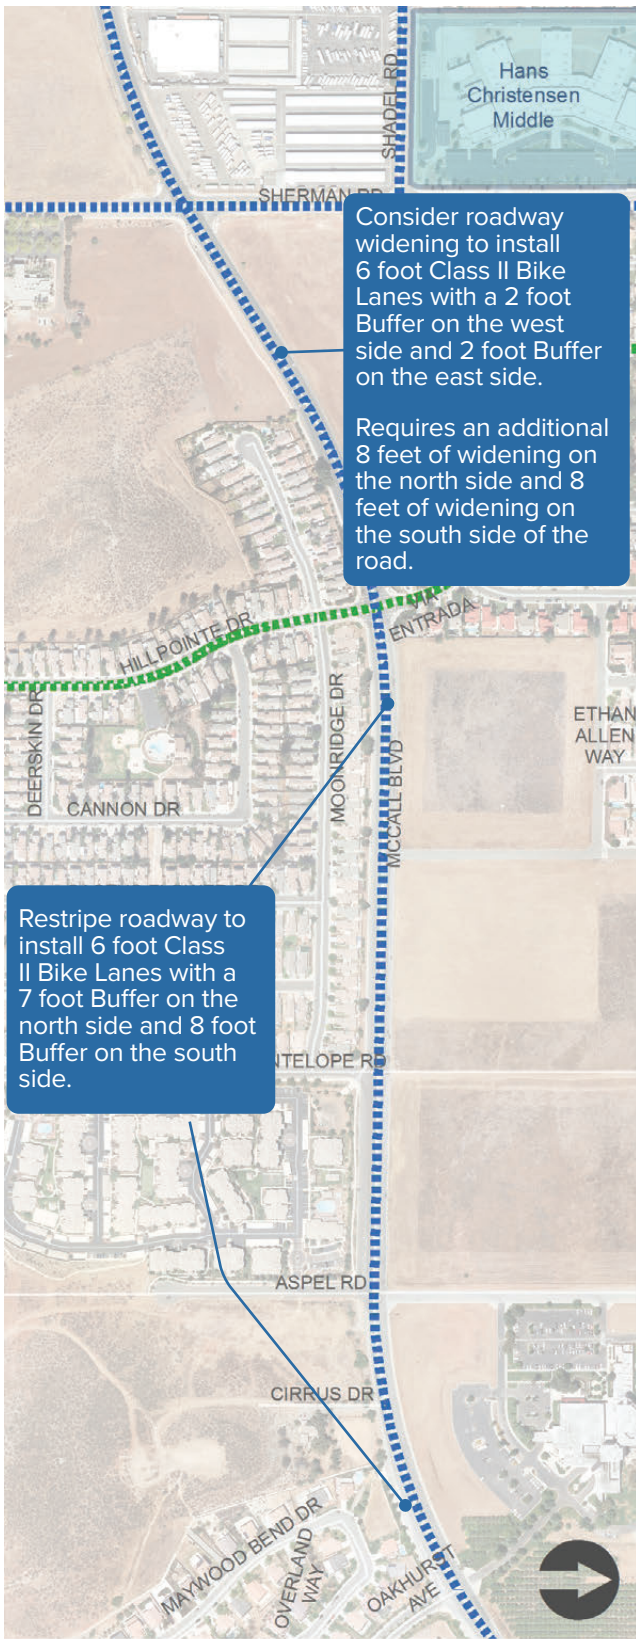 Hans
Christensen
Middle
SHADEL RD
SHERMAN RD
Consider roadway
widening to install
6 foot Class II Bike
Lanes with a 2 foot
Buffer on the west
side and 2 foot Buffer
on the east side.
Requires an additional
8 feet of widening on
the north side and 8
feet of widening on
the south side of the
road.
VIA
ENTRADA
HILLPOINTE DR
DEERSKIN DR
MOONRIDGE DR
ETHAN
ALLEN
WAY
MCCALL BLVD
CANNON DR
Restripe roadway to
install 6 foot Class
II Bike Lanes with a
7 foot Buffer on the
north side and 8 foot
Buffer on the south
side.
NTELOPE RD
ASPEL RD
CIRRUS DR
MAYWOOD BEND DR
OVERLAND
WAY
OAKHURST
AVE